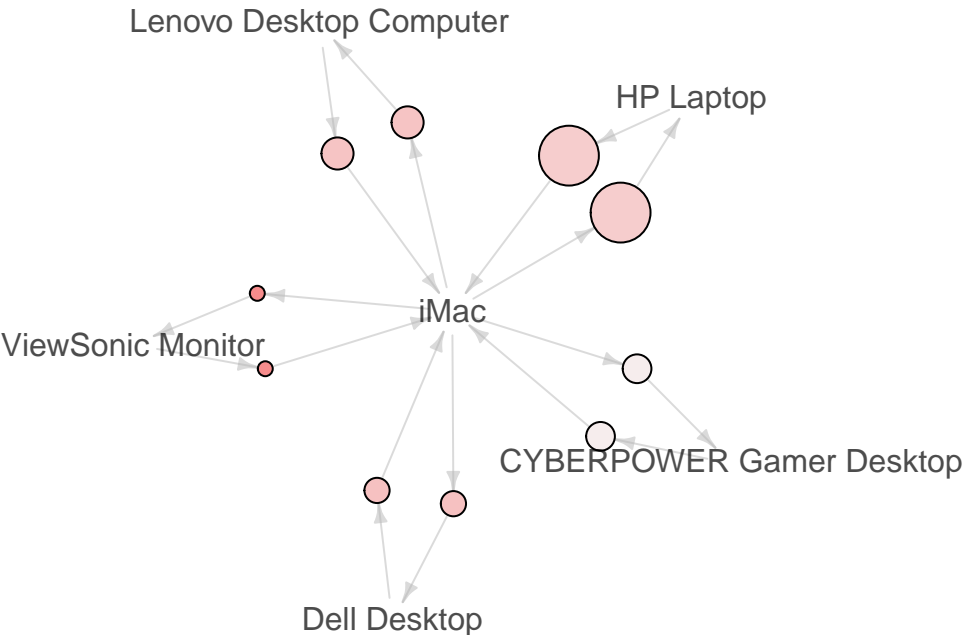 Lenovo Desktop Computer
HP Laptop
iMac
ViewSonic Monitor
CYBERPOWER Gamer Desktop
Dell Desktop